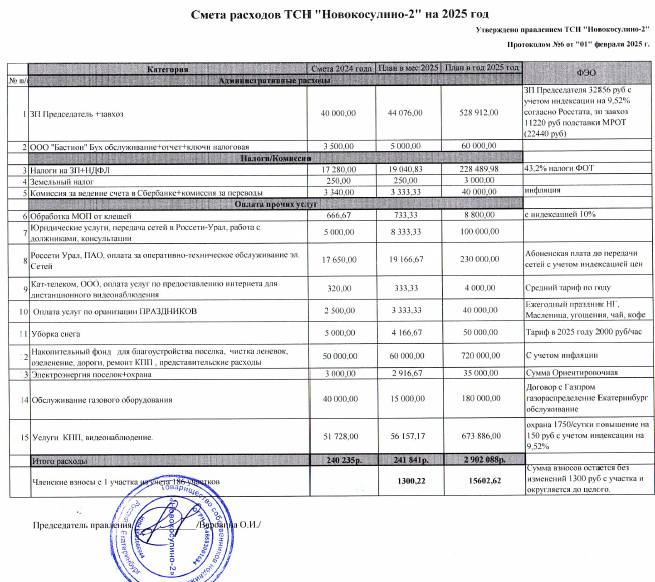 Смета расходов ТСН "Новокосулино-2" на 2025 год
Утверждено правлением ТСН "Новокосулино-2"
Протоколом №6 от "01" февраля 2025 г.
№ п/п Категория Смета 2024 года План в мес 2025 План в год 2025 год ФЭО
Административные расходы
1 ЗП Председатель +завхоз 40 000,00 44 076,00 528 912,00 ЗП Председателя 32856 руб с
учетом индексации на 9,52%
согласно Росстата, зп завхоз
11220 руб полставки МРОТ
(22440 руб)
2 ООО "Бастион" Бух обслуживание+отчет+ключи налоговая 3 500,00 5 000,00 60 000,00
Налоги/Комиссии
3 Налоги на ЗП+НДФЛ 17 280,00 19 040,83 228 489,98 43,2% налоги ФОТ
4 Земельный налог 250,00 250,00 3 000,00
5 Комиссия за ведение счета в Сбербанке+комиссия за переводы 3 340,00 3 333,33 40 000,00 инфляция
Оплата прочих услуг
6 Обработка МОП от клещей 666,67 733,33 8 800,00 с индексацией 10%
7 Юридические услуги, передача сетей в Россети-Урал, работа с
должниками, консультации 5 000,00 8 333,33 100 000,00
8 Россети Урал, ПАО, оплата за оперативно-техническое обслуживание эл.
Сетей 17 650,00 19 166,67 230 000,00 Абоненская плата до передачи
сетей с учетом индексацией цен
9 Кат-телеком, ООО, оплата услуг по предоставлению интернета для
дистанционного видеонаблюдения 320,00 333,33 4 000,00 Средний тариф по году
10 Оплата услуг по оранизации ПРАЗДНИКОВ 2 500,00 3 333,33 40 000,00 Ежегодный праздник НГ,
Масленица, угощения, чай, кофе
11 Уборка снега 5 000,00 4 166,67 50 000,00 Тариф в 2025 году 2000 руб/час
12 Накопительный фонд для благоустройства поселка, чистка леневок,
озеленение, дороги, ремонт КПП , представительские расходы 50 000,00 60 000,00 720 000,00 С учетом инфляции
13 Электроэнергия поселок+охрана 3 000,00 2 916,67 35 000,00 Сумма Ориентировочная
14 Обслуживание газового оборудования 40 000,00 15 000,00 180 000,00 Договор с Газпром
газораспределение Екатеринбург
обслуживание
15 Услуги КПП, видеонаблюдение. 51 728,00 56 157,17 673 886,00 охрана 1750/сутки повышение на
150 руб с учетом индексации на
9,52%
Итого расходы 240 235р. 241 841р. 2 902 088р.
Членские взносы с 1 участка из учета 186 участков 1300,22 15602,62 Сумма взносов остается без
изменений 1300 руб с участка и
округляется до целого.
Председатель правления О.И./
Товарищество собственников
"Новокосулино-2"
Екатеринбург